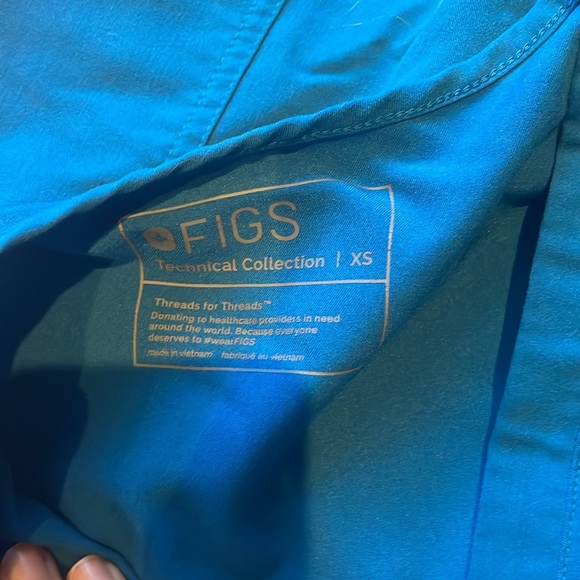 FIGS
Technical Collection | XS
Threads for Threads™
Donating to healthcare providers in need
around the world. Because everyone
deserves to #wearFIGS
made in vietnam fabriqué au vietnam